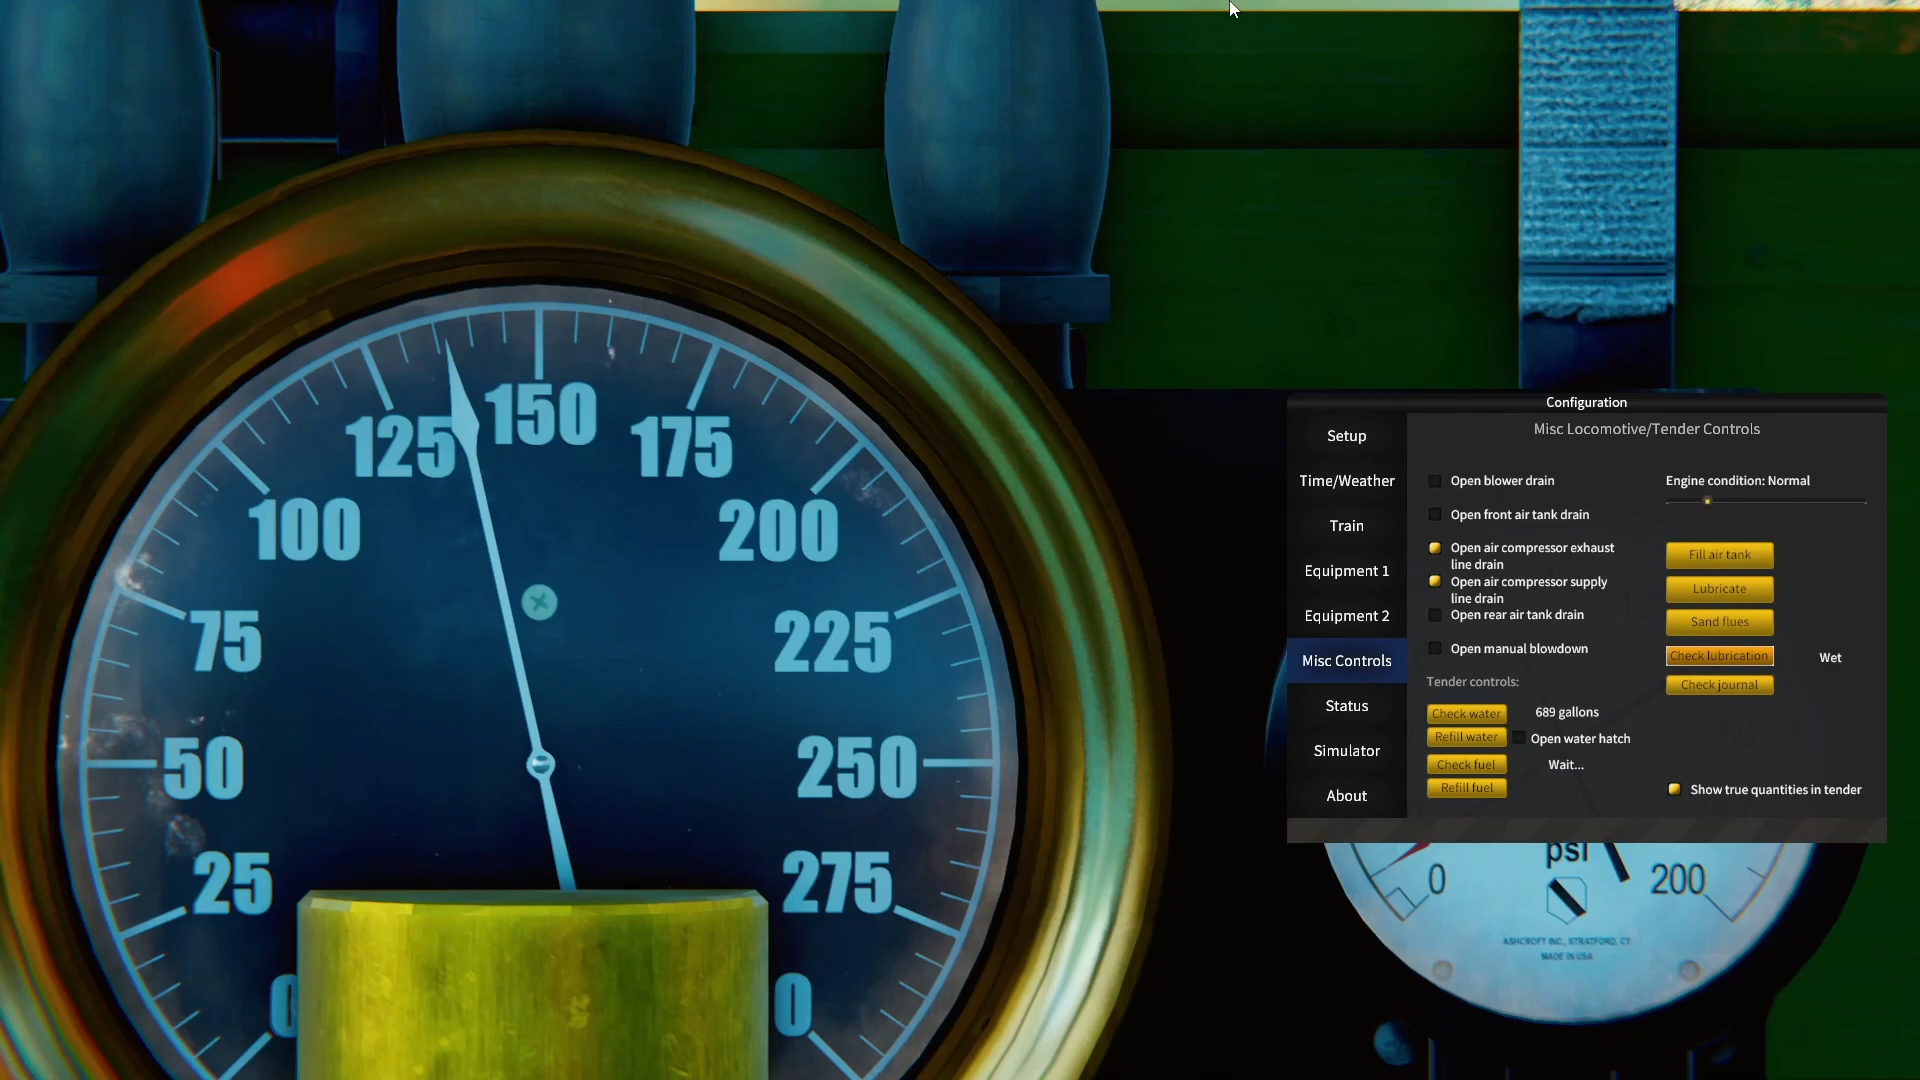 150
125
175
100
200
75
225
50
250
25
275
0
0
Configuration
Misc Locomotive/Tender Controls
Setup
Time/Weather
Train
Equipment 1
Equipment 2
Misc Controls
Status
Simulator
About
Open blower drain
Open front air tank drain
Open air compressor exhaust
line drain
Open air compressor supply
line drain
Open rear air tank drain
Open manual blowdown
Engine condition: Normal
Fill air tank
Lubricate
Sand flues
Check lubrication
Wet
Check journal
Tender controls:
Check water
689 gallons
Refill water
Open water hatch
Check fuel
Wait...
Refill fuel
Show true quantities in tender
psi
0
200
ASHCROFT INC., STRATFORD, CT
MADE IN USA